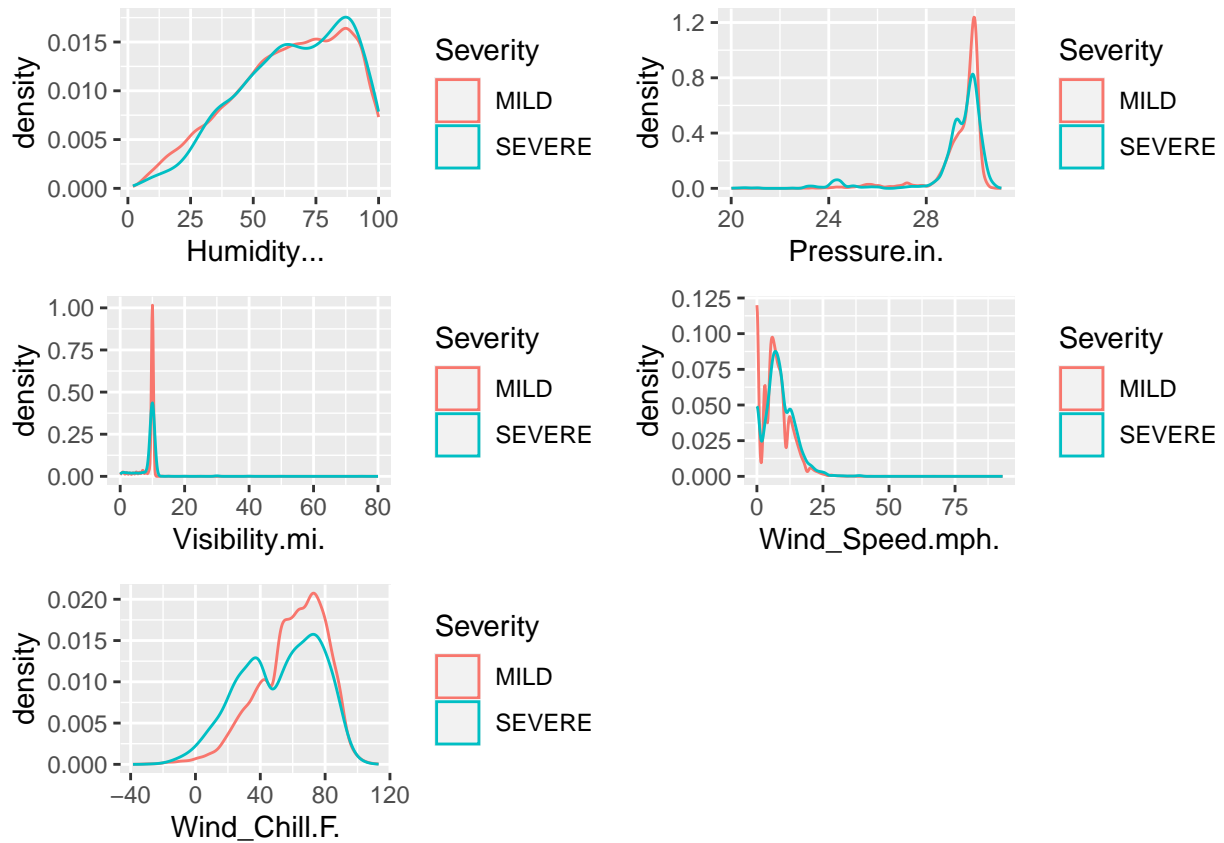 density
0.015
0.010
0.005
0.000
0 25 50 75 100
Humidity...
Severity
MILD
SEVERE
density
1.2
0.8
0.4
0.0
20 24 28
Pressure.in.
Severity
MILD
SEVERE
density
1.00
0.75
0.50
0.25
0.00
0 20 40 60 80
Visibility.mi.
Severity
MILD
SEVERE
density
0.125
0.100
0.075
0.050
0.025
0.000
0 25 50 75
Wind_Speed.mph.
Severity
MILD
SEVERE
density
0.020
0.015
0.010
0.005
0.000
−40 0 40 80 120
Wind_Chill.F.
Severity
MILD
SEVERE